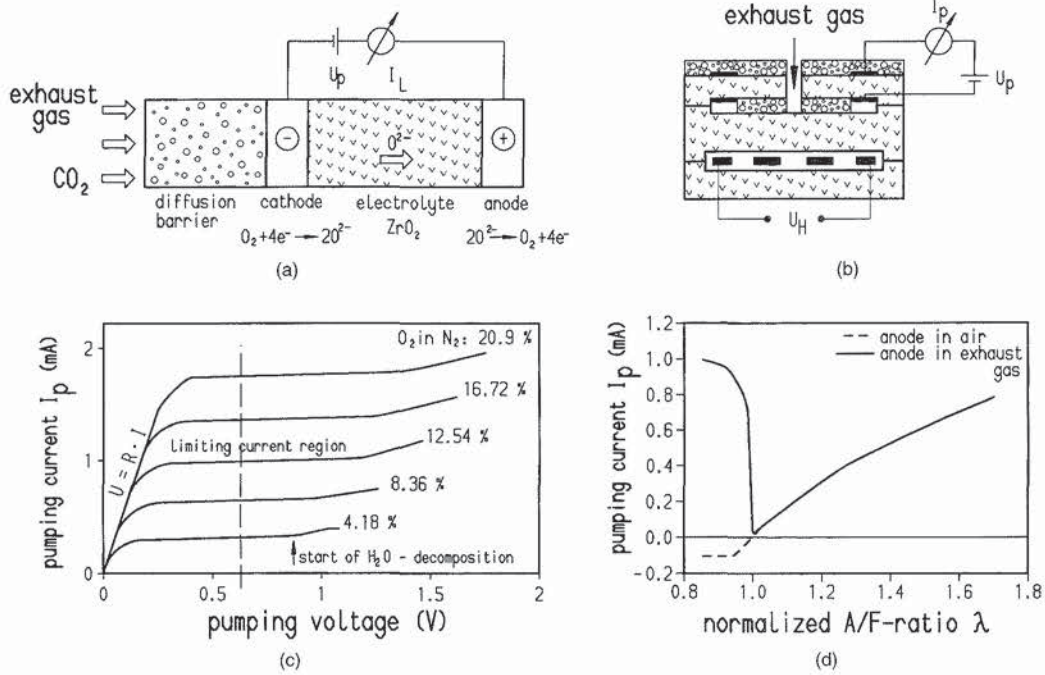 exhaust
gas
CO₂
U_p
I_L
−
O²⁻
+
diffusion
barrier
cathode
electrolyte
ZrO₂
anode
O₂+4e⁻ → 2O²⁻
2O²⁻ → O₂+4e⁻
(a)
exhaust gas
I_p
U_p
U_H
(b)
pumping current I_p (mA)
2
1
0
U = R · I
O₂ in N₂: 20.9 %
16.72 %
12.54 %
8.36 %
4.18 %
Limiting current region
start of H₂O - decomposition
0
0.5
1
1.5
2
pumping voltage (V)
(c)
pumping current I_p (mA)
1.2
1.0
0.8
0.6
0.4
0.2
0.0
-0.2
anode in air
anode in exhaust
gas
0.8
1.0
1.2
1.4
1.6
1.8
normalized A/F-ratio λ
(d)